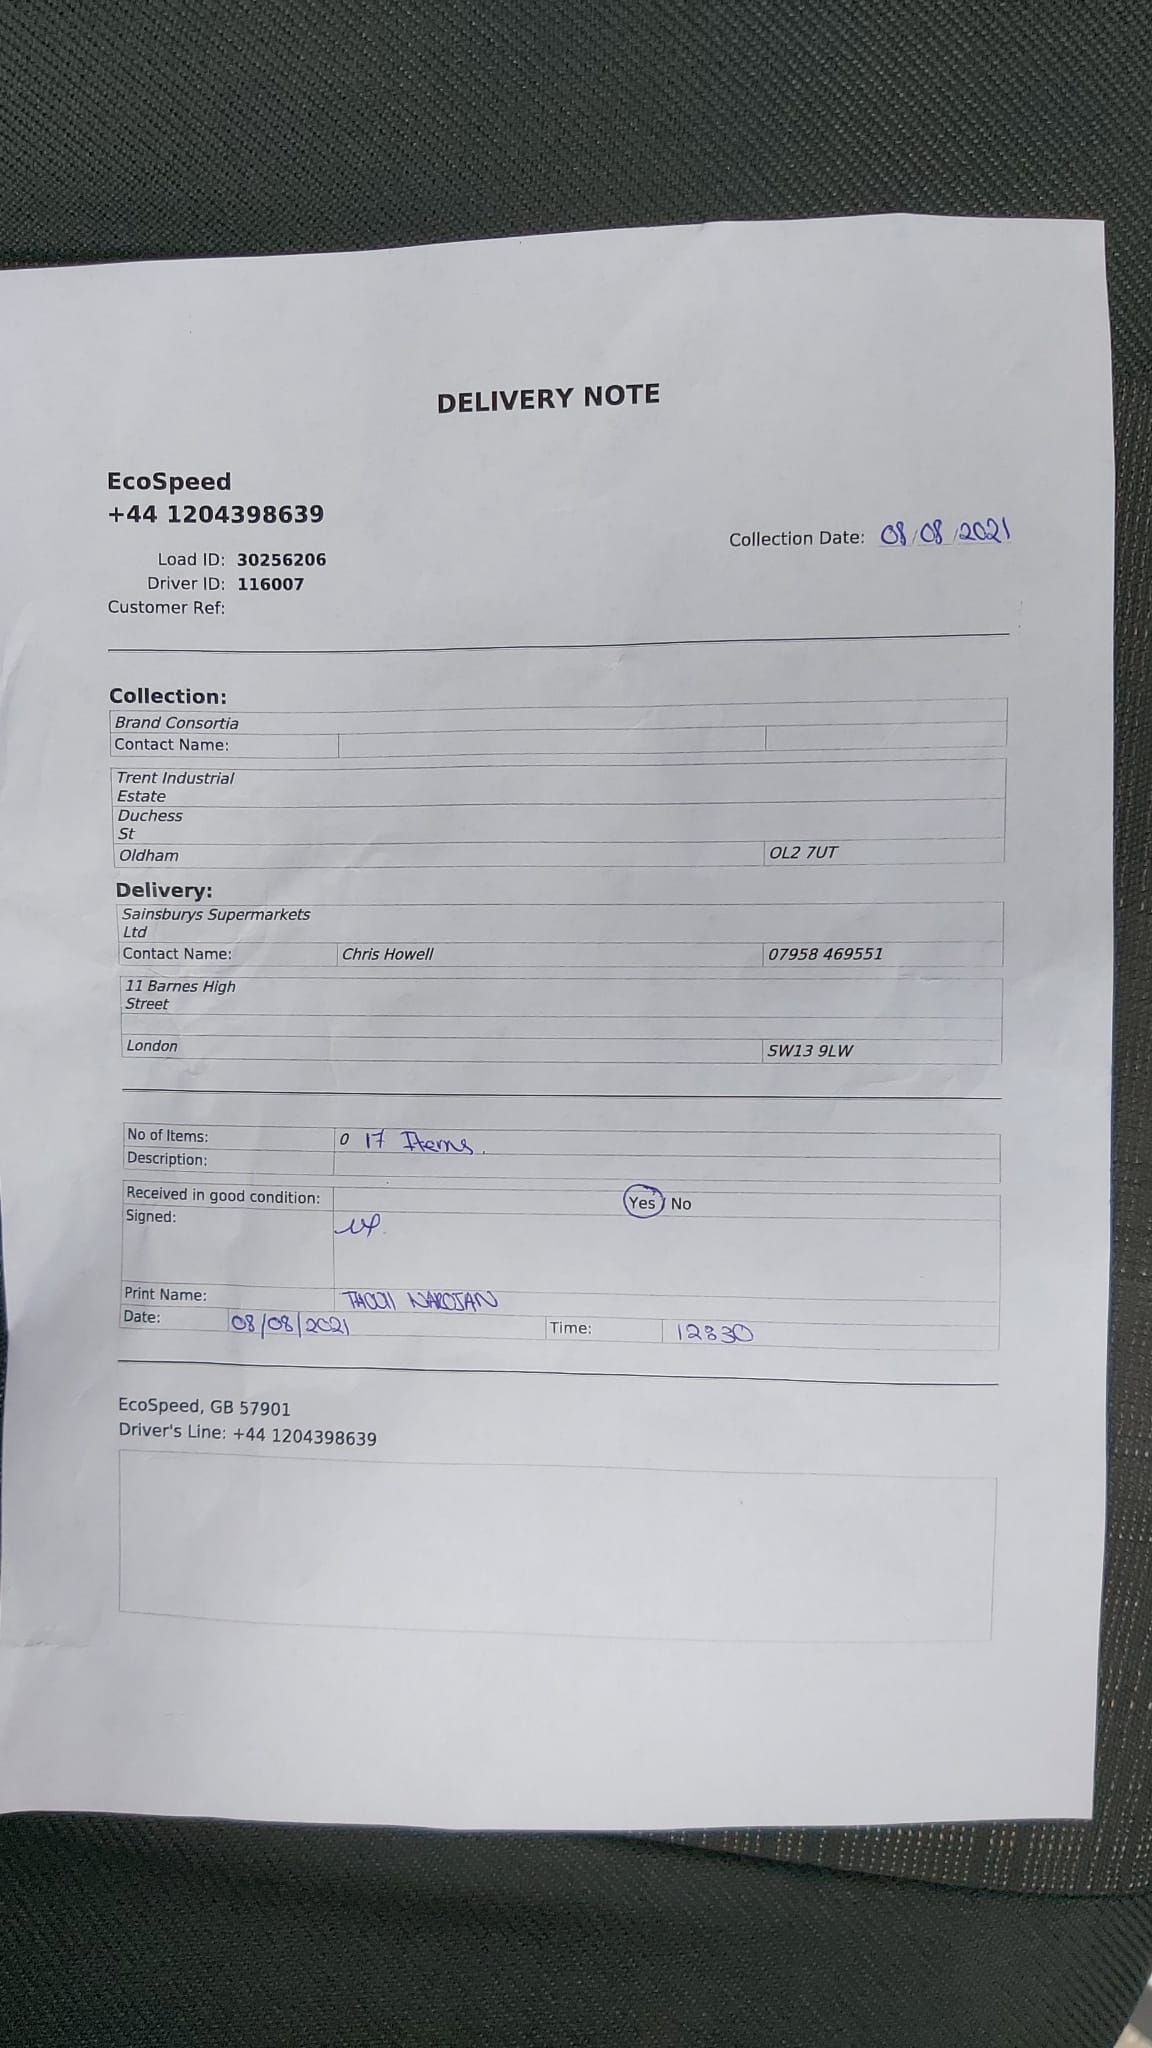 DELIVERY NOTE
EcoSpeed
+44 1204398639
Collection Date: 08/08/2021
Load ID: 30256206
Driver ID: 116007
Customer Ref:
Collection:
Brand Consortia
Contact Name:
Trent Industrial
Estate
Duchess
St
Oldham OL2 7UT
Delivery:
Sainsburys Supermarkets
Ltd
Contact Name: Chris Howell 07958 469551
11 Barnes High
Street
London SW13 9LW
No of Items: 0 17 Items.
Description:
Received in good condition: Yes / No
Signed:
Print Name:
Date: 08/08/2021 Time: 12:30
EcoSpeed, GB 57901
Driver's Line: +44 1204398639